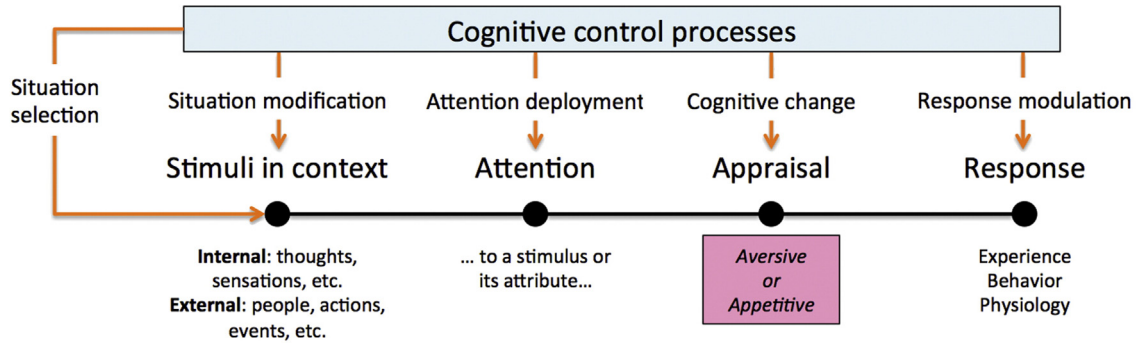 Cognitive control processes
Situation
selection
Situation modification
Attention deployment
Cognitive change
Response modulation
Stimuli in context
Attention
Appraisal
Response
Internal: thoughts,
sensations, etc.
External: people, actions,
events, etc.
... to a stimulus or
its attribute...
Aversive
or
Appetitive
Experience
Behavior
Physiology